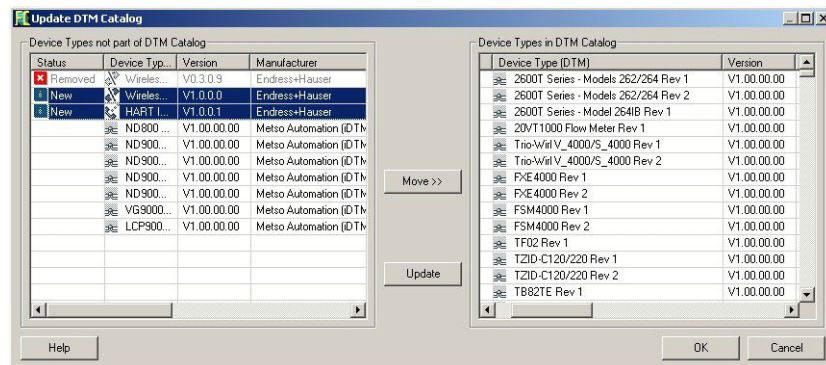 Update DTM Catalog
Device Types not part of DTM Catalog
Status Device Typ... Version Manufacturer
Removed Wireles... V0.3.0.9 Endress+Hauser
New Wireles... V1.0.0.0 Endress+Hauser
New HART I... V1.0.0.1 Endress+Hauser
ND800 ... V1.00.00.00 Metso Automation (iDTM
ND900... V1.00.00.00 Metso Automation (iDTM
ND900... V1.00.00.00 Metso Automation (iDTM
ND900... V1.00.00.00 Metso Automation (iDTM
ND900... V1.00.00.00 Metso Automation (iDTM
VG9000... V1.00.00.00 Metso Automation (iDTM
LCP900... V1.00.00.00 Metso Automation (iDTM
Move >>
Update
Device Types in DTM Catalog
Device Type (DTM) Version
2600T Series - Models 262/264 Rev 1 V1.00.00.00
2600T Series - Models 262/264 Rev 2 V1.00.00.00
2600T Series - Model 264IB Rev 1 V1.00.00.00
20VT1000 Flow Meter Rev 1 V1.00.00.00
Trio-Wirl V_4000/S_4000 Rev 1 V1.00.00.00
Trio-Wirl V_4000/S_4000 Rev 2 V1.00.00.00
FXE4000 Rev 1 V1.00.00.00
FXE4000 Rev 2 V1.00.00.00
FSM4000 Rev 1 V1.00.00.00
FSM4000 Rev 2 V1.00.00.00
TF02 Rev 1 V1.00.00.00
TZID-C120/220 Rev 1 V1.00.00.00
TZID-C120/220 Rev 2 V1.00.00.00
TB82TE Rev 1 V1.00.00.00
Help
OK
Cancel